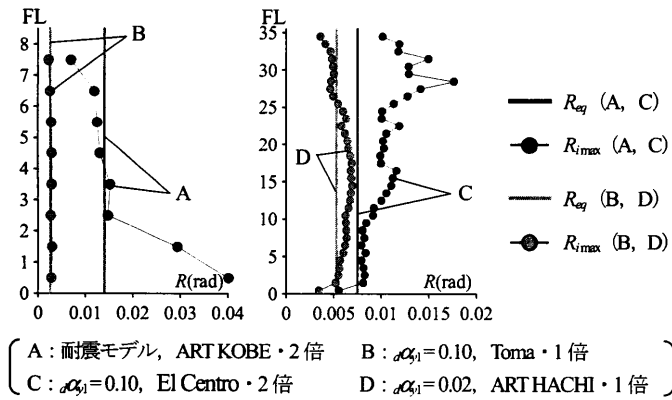 FL
FL
8
7
6
5
4
3
2
1
0
B
A
R(rad)
0 0.01 0.02 0.03 0.04
35
30
25
20
15
10
5
0
D
C
R(rad)
0 0.005 0.01 0.015 0.02
Req (A, C)
Rimax (A, C)
Req (B, D)
Rimax (B, D)
A:耐震モデル, ART KOBE・2倍 B:dαy1=0.10, Toma・1倍
C:dαy1=0.10, El Centro・2倍 D:dαy1=0.02, ART HACHI・1倍